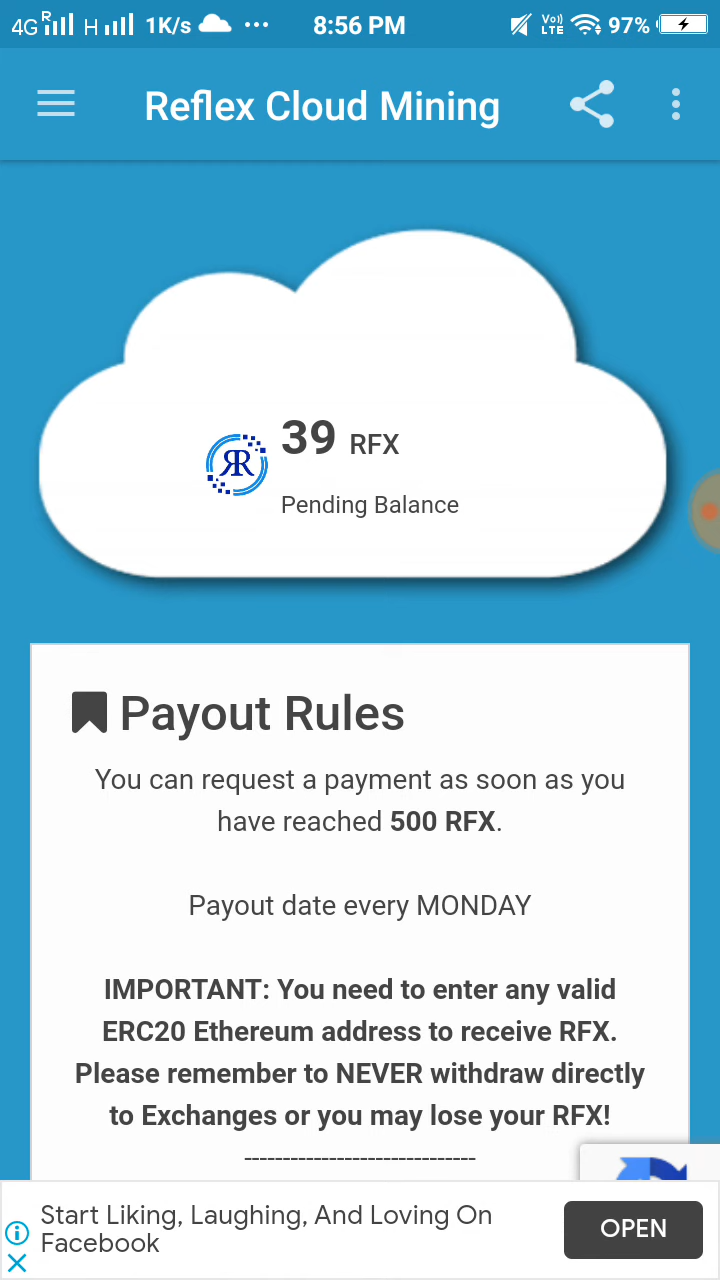 4G R H 1K/s ... 8:56 PM Vo)) LTE 97%
Reflex Cloud Mining
39 RFX
Pending Balance
Payout Rules
You can request a payment as soon as you
have reached 500 RFX.
Payout date every MONDAY
IMPORTANT: You need to enter any valid
ERC20 Ethereum address to receive RFX.
Please remember to NEVER withdraw directly
to Exchanges or you may lose your RFX!
------------------------------
Start Liking, Laughing, And Loving On
Facebook
OPEN